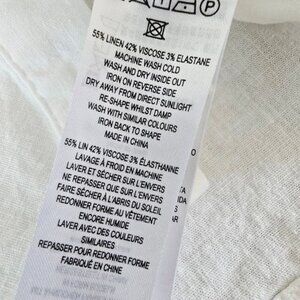 P
55% LINEN 42% VISCOSE 3% ELASTANE
MACHINE WASH COLD
WASH AND DRY INSIDE OUT
IRON ON REVERSE SIDE
DRY AWAY FROM DIRECT SUNLIGHT
RE-SHAPE WHILST DAMP
WASH WITH SIMILAR COLOURS
IRON BACK TO SHAPE
MADE IN CHINA
55% LIN 42% VISCOSE 3% ÉLASTHANNE
LAVAGE À FROID EN MACHINE
LAVER ET SÉCHER SUR L'ENVERS
NE REPASSER QUE SUR L'ENVERS
FAIRE SÉCHER À L'ABRIS DU SOLEIL
REDONNER FORME AU VÊTEMENT
ENCORE HUMIDE
LAVER AVEC DES COULEURS
SIMILAIRES
REPASSER POUR REDONNER FORME
FABRIQUÉ EN CHINE